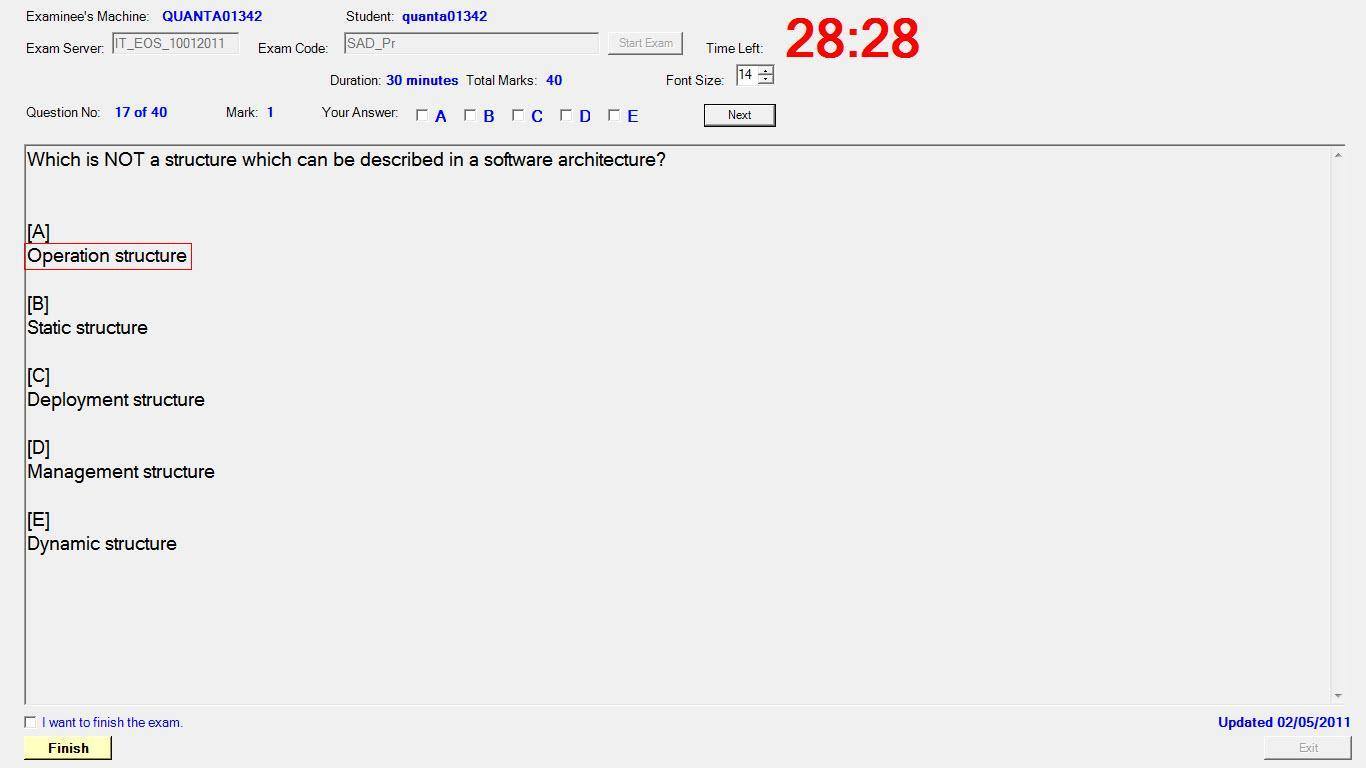 Examinee's Machine: QUANTA01342 Student: quanta01342
Exam Server: IT_EOS_10012011 Exam Code: SAD_Pr Start Exam Time Left: 28:28
Duration: 30 minutes Total Marks: 40 Font Size: 14
Question No: 17 of 40 Mark: 1 Your Answer: A B C D E Next
Which is NOT a structure which can be described in a software architecture?
[A]
Operation structure
[B]
Static structure
[C]
Deployment structure
[D]
Management structure
[E]
Dynamic structure
I want to finish the exam. Updated 02/05/2011
Finish Exit